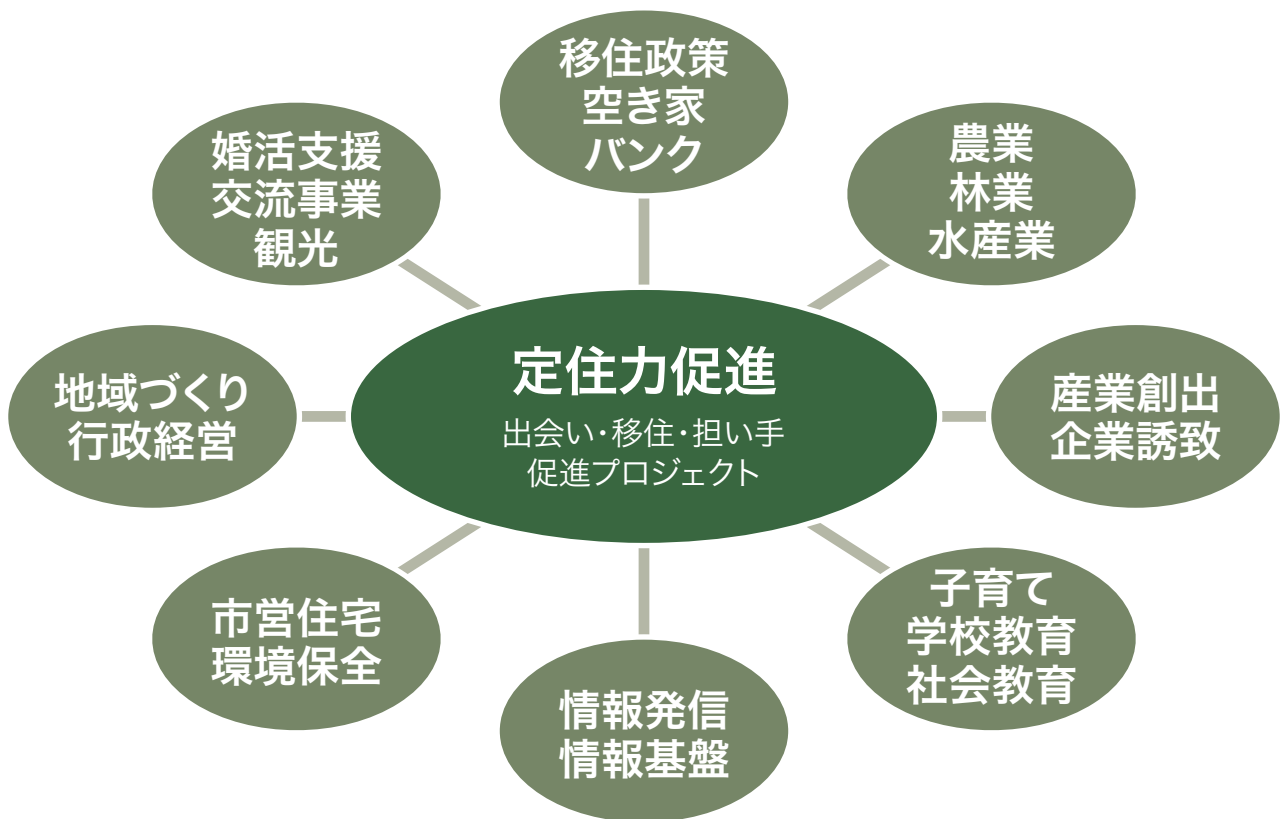 移住政策
空き家
バンク
婚活支援
交流事業
観光
農業
林業
水産業
地域づくり
行政経営
定住力促進
出会い・移住・担い手
促進プロジェクト
産業創出
企業誘致
市営住宅
環境保全
子育て
学校教育
社会教育
情報発信
情報基盤